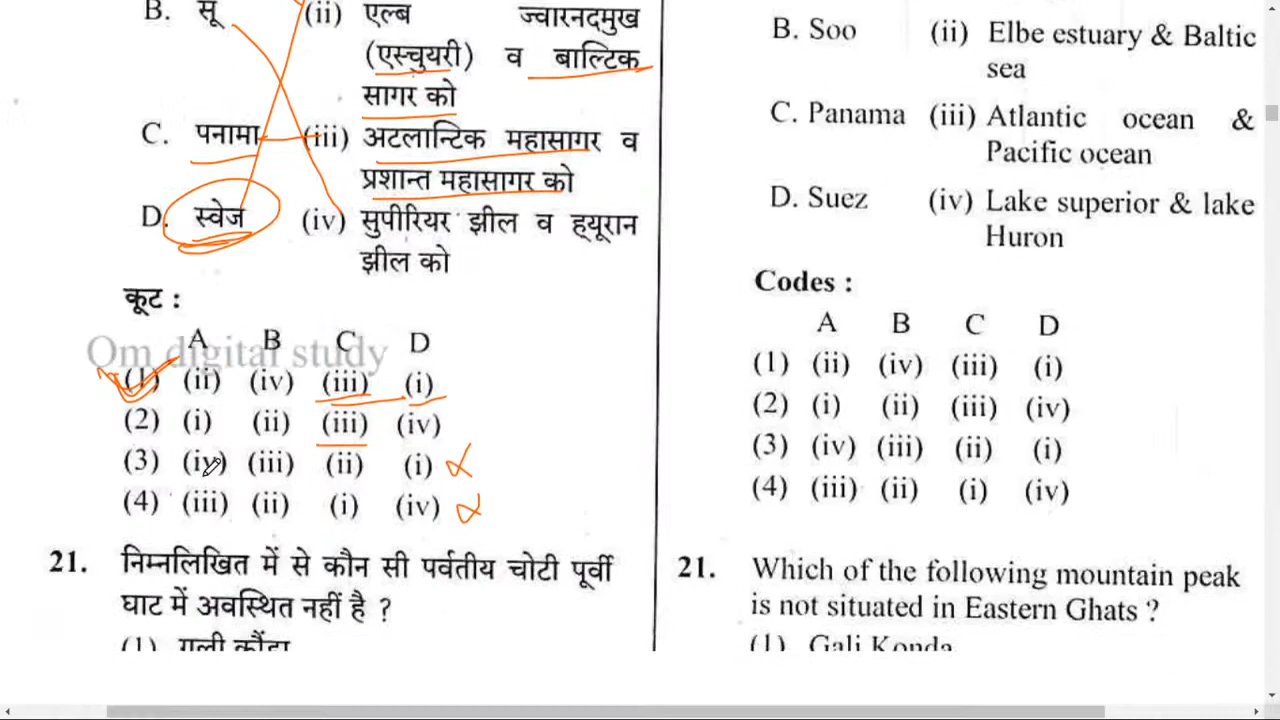 B. सू (ii) एल्ब ज्वारनदमुख
(एस्चुयरी) व बाल्टिक
सागर को
C. पनामा (iii) अटलान्टिक महासागर व
प्रशान्त महासागर को
D. स्वेज (iv) सुपीरियर झील व ह्यूरान
झील को
कूट :
Om digital study
A B C D
(1) (ii) (iv) (iii) (i)
(2) (i) (ii) (iii) (iv)
(3) (iv) (iii) (ii) (i)
(4) (iii) (ii) (i) (iv)
21. निम्नलिखित में से कौन सी पर्वतीय चोटी पूर्वी
घाट में अवस्थित नहीं है ?
(1) गली कौंडा
B. Soo (ii) Elbe estuary & Baltic
sea
C. Panama (iii) Atlantic ocean &
Pacific ocean
D. Suez (iv) Lake superior & lake
Huron
Codes :
A B C D
(1) (ii) (iv) (iii) (i)
(2) (i) (ii) (iii) (iv)
(3) (iv) (iii) (ii) (i)
(4) (iii) (ii) (i) (iv)
21. Which of the following mountain peak
is not situated in Eastern Ghats ?
(1) Gali Konda